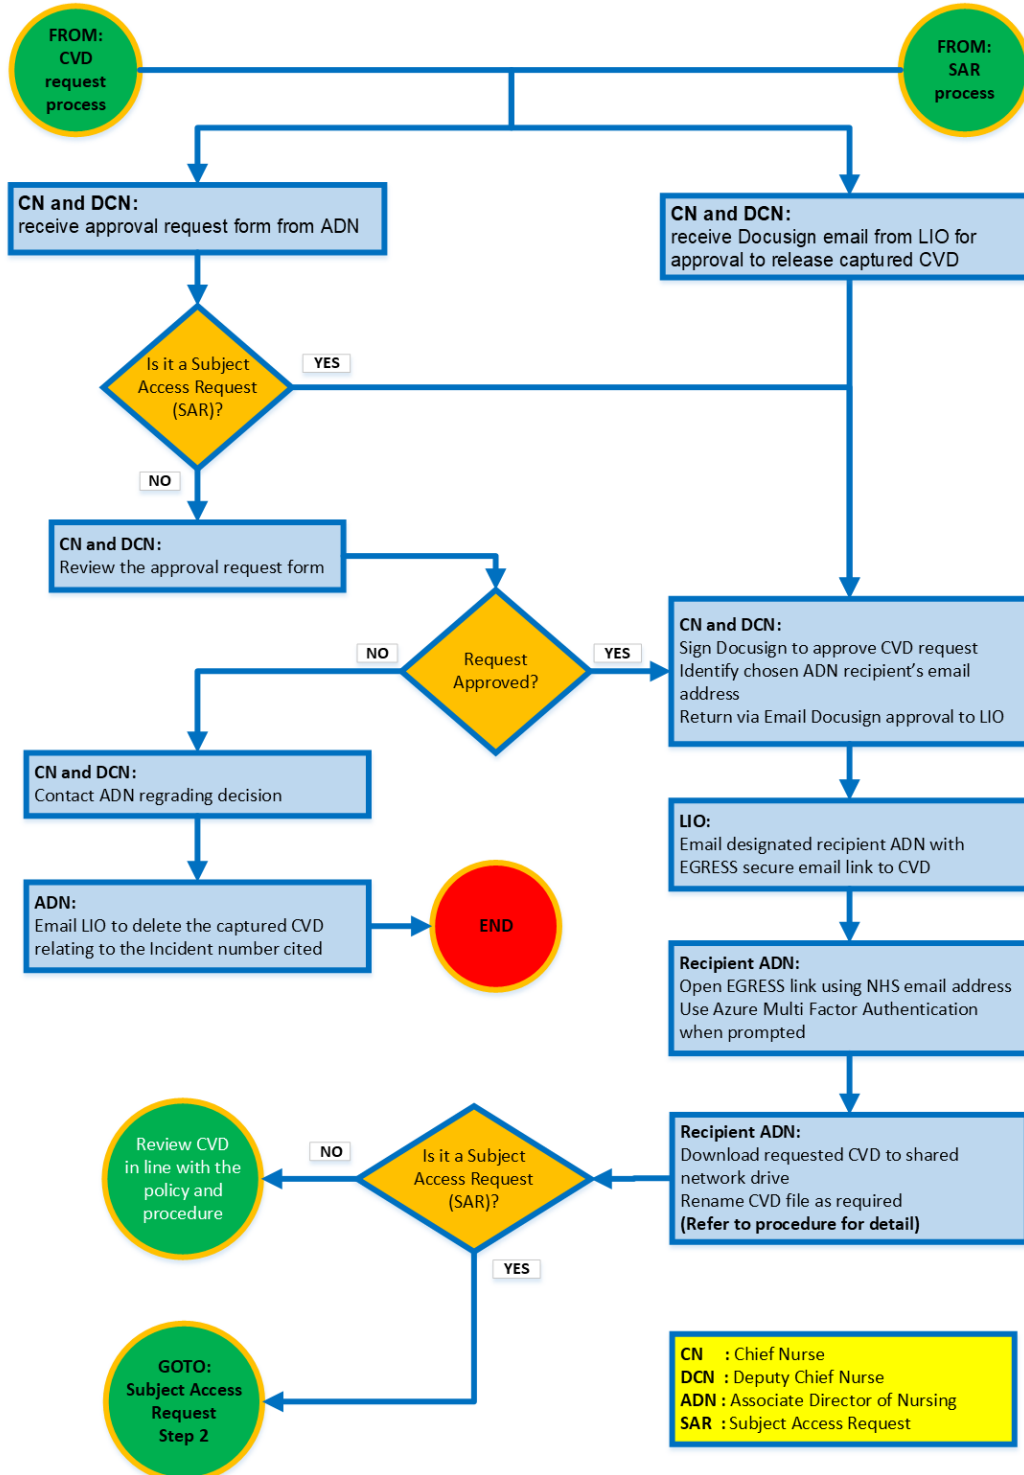 FROM:
CVD
request
process
FROM:
SAR
process
CN and DCN:
receive approval request form from ADN
CN and DCN:
receive Docusign email from LIO for
approval to release captured CVD
Is it a Subject
Access Request
(SAR)?
YES
NO
CN and DCN:
Review the approval request form
Request
Approved?
NO
YES
CN and DCN:
Sign Docusign to approve CVD request
Identify chosen ADN recipient's email
address
Return via Email Docusign approval to LIO
CN and DCN:
Contact ADN regrading decision
LIO:
Email designated recipient ADN with
EGRESS secure email link to CVD
ADN:
Email LIO to delete the captured CVD
relating to the Incident number cited
END
Recipient ADN:
Open EGRESS link using NHS email address
Use Azure Multi Factor Authentication
when prompted
Recipient ADN:
Download requested CVD to shared
network drive
Rename CVD file as required
(Refer to procedure for detail)
Is it a Subject
Access Request
(SAR)?
NO
Review CVD
in line with the
policy and
procedure
YES
GOTO:
Subject Access
Request
Step 2
CN : Chief Nurse
DCN : Deputy Chief Nurse
ADN : Associate Director of Nursing
SAR : Subject Access Request